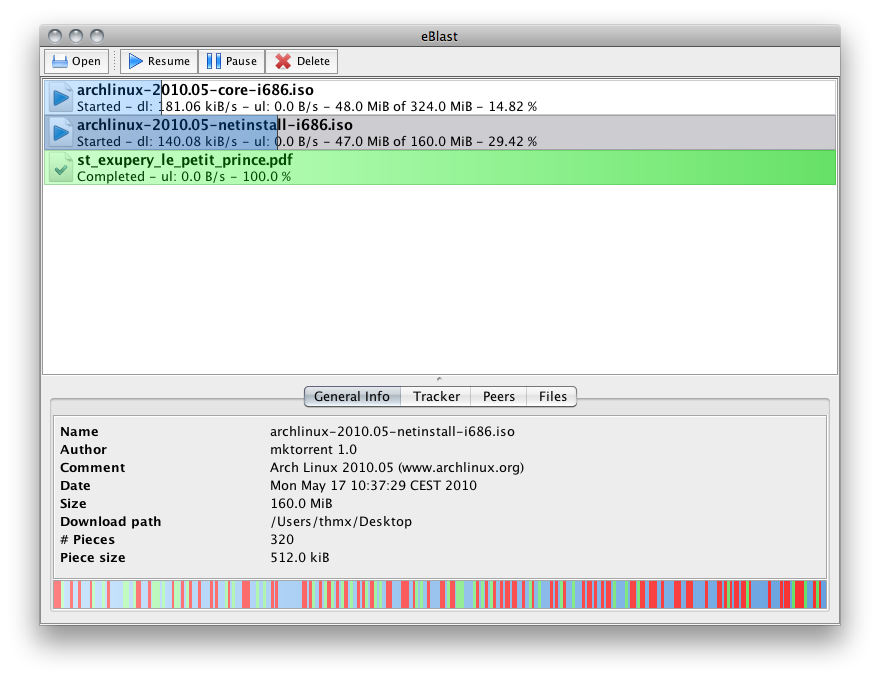 eBlast
Open Resume Pause Delete
archlinux-2010.05-core-i686.iso
Started - dl: 181.06 kiB/s - ul: 0.0 B/s - 48.0 MiB of 324.0 MiB - 14.82 %
archlinux-2010.05-netinstall-i686.iso
Started - dl: 140.08 kiB/s - ul: 0.0 B/s - 47.0 MiB of 160.0 MiB - 29.42 %
st_exupery_le_petit_prince.pdf
Completed - ul: 0.0 B/s - 100.0 %
General Info Tracker Peers Files
Name archlinux-2010.05-netinstall-i686.iso
Author mktorrent 1.0
Comment Arch Linux 2010.05 (www.archlinux.org)
Date Mon May 17 10:37:29 CEST 2010
Size 160.0 MiB
Download path /Users/thmx/Desktop
# Pieces 320
Piece size 512.0 kiB